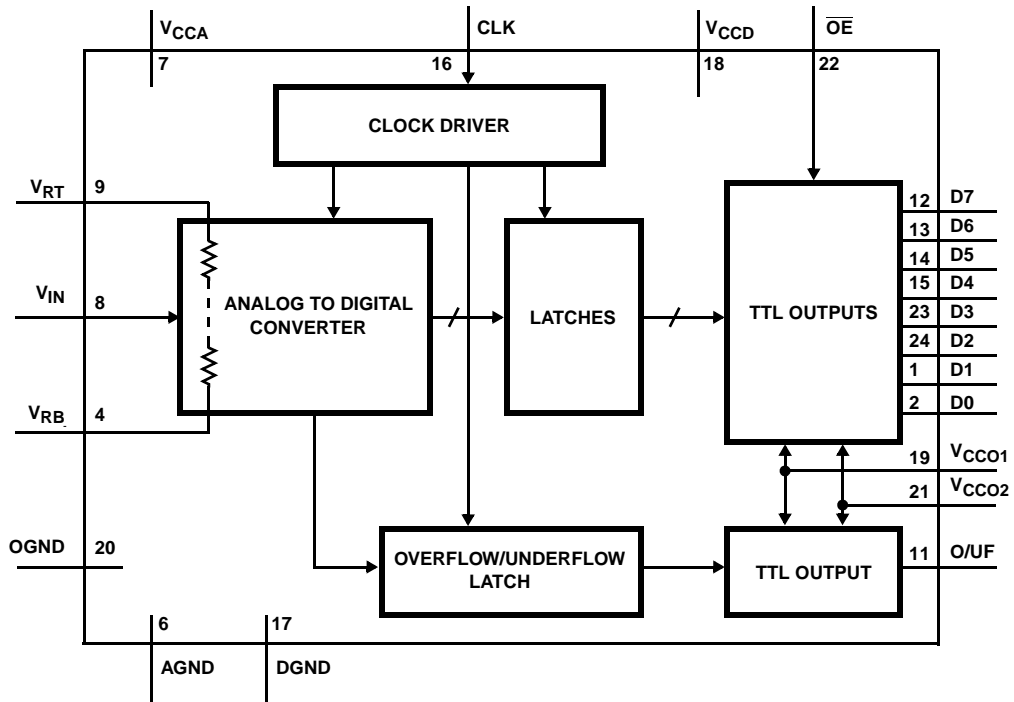 VCCA
CLK
VCCD
OE
7
16
18
22
CLOCK DRIVER
VRT
9
12
D7
13
D6
VIN
8
ANALOG TO DIGITAL
CONVERTER
LATCHES
TTL OUTPUTS
14
D5
15
D4
23
D3
24
D2
1
D1
2
D0
VRB
4
19
VCCO1
21
VCCO2
OGND
20
OVERFLOW/UNDERFLOW
LATCH
TTL OUTPUT
11
O/UF
6
17
AGND
DGND